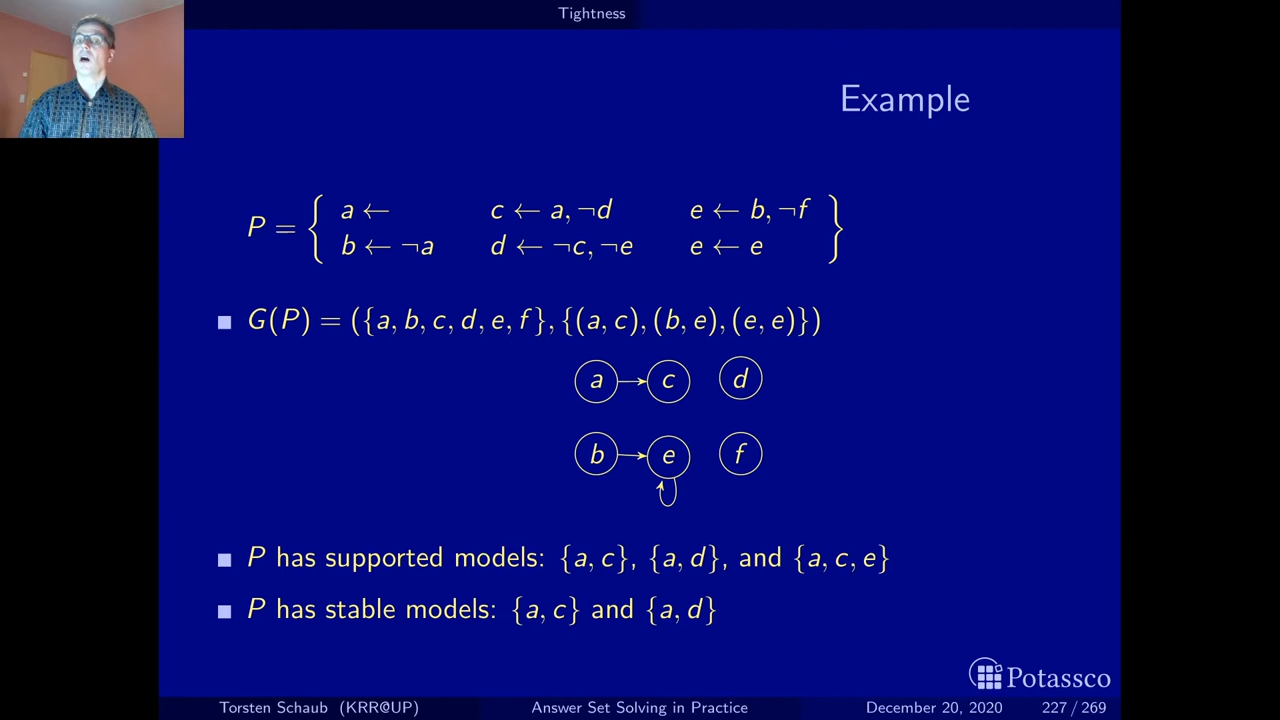 Tightness
Example
P = { a ← c ← a, ¬d e ← b, ¬f }
b ← ¬a d ← ¬c, ¬e e ← e
G(P) = ({a, b, c, d, e, f}, {(a, c), (b, e), (e, e)})
a c d
b e f
P has supported models: {a, c}, {a, d}, and {a, c, e}
P has stable models: {a, c} and {a, d}
Potassco
Torsten Schaub (KRR@UP) Answer Set Solving in Practice December 20, 2020 227 / 269